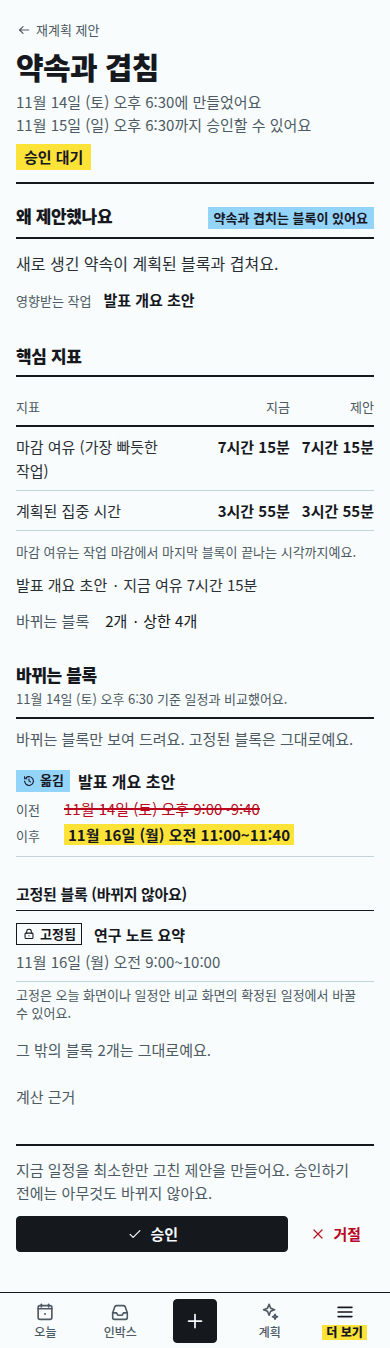 ← 재계획 제안
약속과 겹침
11월 14일 (토) 오후 6:30에 만들었어요
11월 15일 (일) 오후 6:30까지 승인할 수 있어요
승인 대기
왜 제안했나요 약속과 겹치는 블록이 있어요
새로 생긴 약속이 계획된 블록과 겹쳐요.
영향받는 작업 발표 개요 초안
핵심 지표
지표 지금 제안
마감 여유 (가장 빠듯한 7시간 15분 7시간 15분
작업)
계획된 집중 시간 3시간 55분 3시간 55분
마감 여유는 작업 마감에서 마지막 블록이 끝나는 시각까지예요.
발표 개요 초안 · 지금 여유 7시간 15분
바뀌는 블록 2개 · 상한 4개
바뀌는 블록
11월 14일 (토) 오후 6:30 기준 일정과 비교했어요.
바뀌는 블록만 보여 드려요. 고정된 블록은 그대로예요.
옮김 발표 개요 초안
이전 11월 14일 (토) 오후 9:00~9:40
이후 11월 16일 (월) 오전 11:00~11:40
고정된 블록 (바뀌지 않아요)
고정됨 연구 노트 요약
11월 16일 (월) 오전 9:00~10:00
고정은 오늘 화면이나 일정안 비교 화면의 확정된 일정에서 바꿀
수 있어요.
그 밖의 블록 2개는 그대로예요.
계산 근거
지금 일정을 최소한만 고친 제안을 만들어요. 승인하기
전에는 아무것도 바뀌지 않아요.
승인 거절
오늘 인박스 계획 더 보기